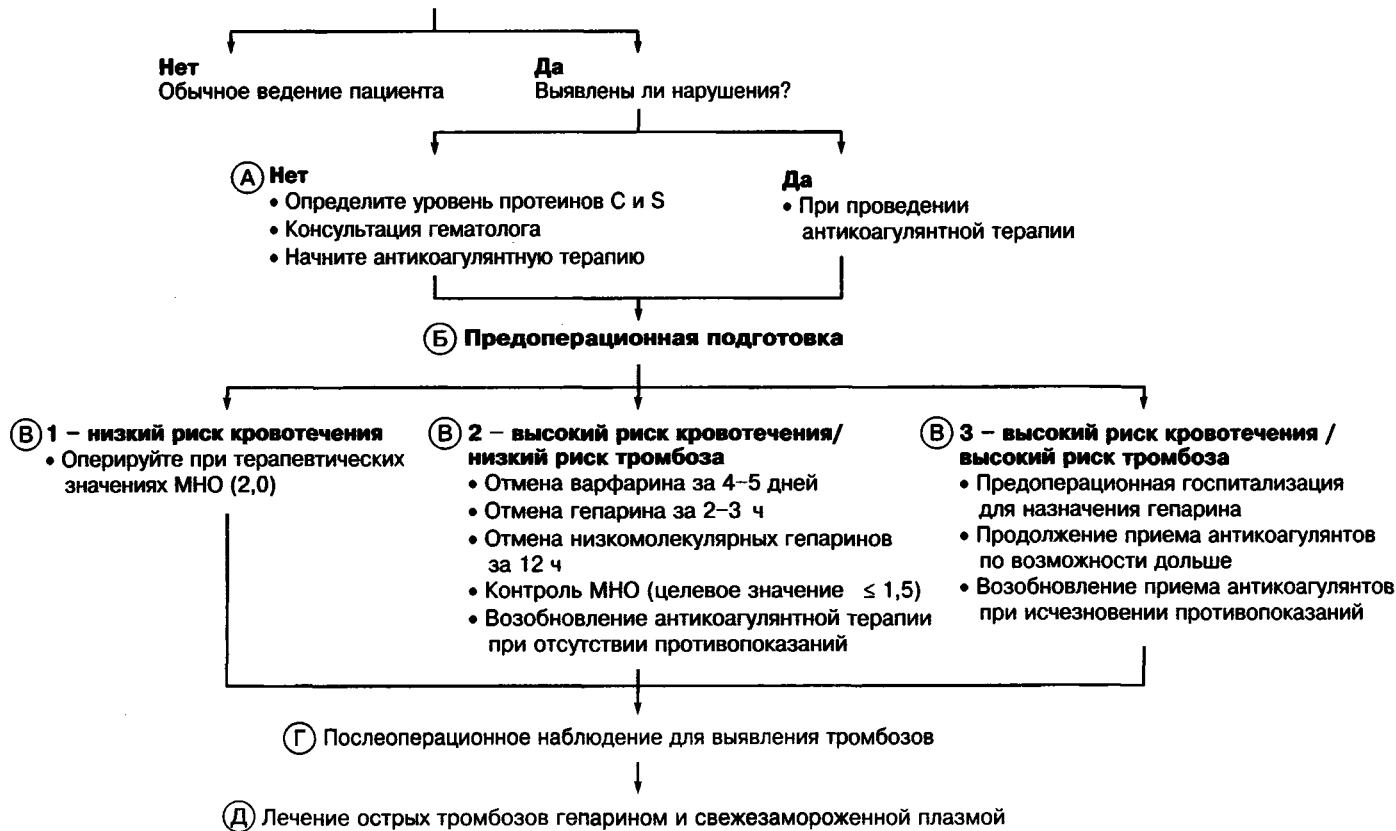 Нет
Обычное ведение пациента
Да
Выявлены ли нарушения?
А Нет
• Определите уровень протеинов C и S
• Консультация гематолога
• Начните антикоагулянтную терапию
Да
• При проведении
антикоагулянтной терапии
Б Предоперационная подготовка
В 1 – низкий риск кровотечения
• Оперируйте при терапевтических
значениях МНО (2,0)
В 2 – высокий риск кровотечения/
низкий риск тромбоза
• Отмена варфарина за 4–5 дней
• Отмена гепарина за 2–3 ч
• Отмена низкомолекулярных гепаринов
за 12 ч
• Контроль МНО (целевое значение ≤ 1,5)
• Возобновление антикоагулянтной терапии
при отсутствии противопоказаний
В 3 – высокий риск кровотечения /
высокий риск тромбоза
• Предоперационная госпитализация
для назначения гепарина
• Продолжение приема антикоагулянтов
по возможности дольше
• Возобновление приема антикоагулянтов
при исчезновении противопоказаний
Г Послеоперационное наблюдение для выявления тромбозов
Д Лечение острых тромбозов гепарином и свежезамороженной плазмой